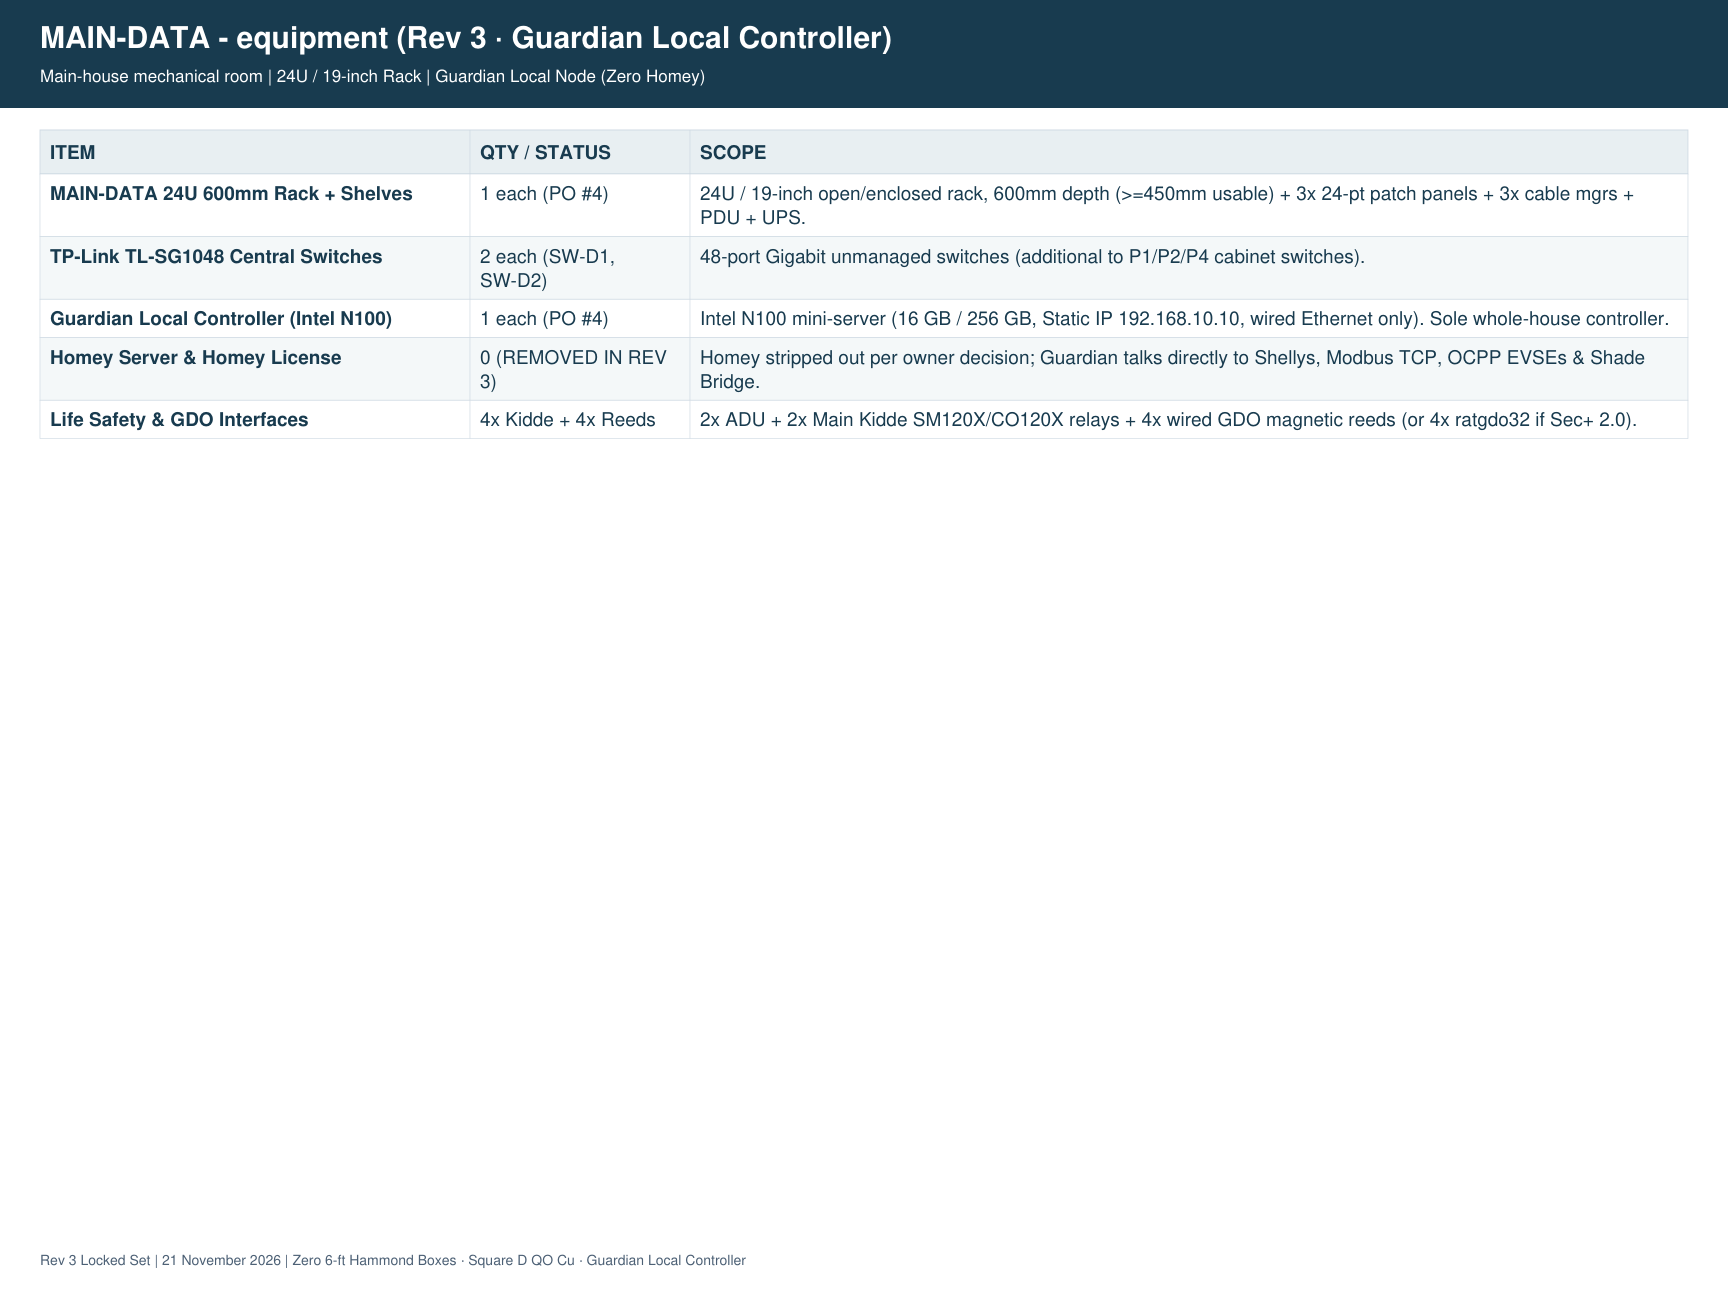 MAIN-DATA - equipment (Rev 3 · Guardian Local Controller)
Main-house mechanical room | 24U / 19-inch Rack | Guardian Local Node (Zero Homey)
ITEM QTY / STATUS SCOPE
MAIN-DATA 24U 600mm Rack + Shelves 1 each (PO #4) 24U / 19-inch open/enclosed rack, 600mm depth (>=450mm usable) + 3x 24-pt patch panels + 3x cable mgrs +
PDU + UPS.
TP-Link TL-SG1048 Central Switches 2 each (SW-D1, 48-port Gigabit unmanaged switches (additional to P1/P2/P4 cabinet switches).
SW-D2)
Guardian Local Controller (Intel N100) 1 each (PO #4) Intel N100 mini-server (16 GB / 256 GB, Static IP 192.168.10.10, wired Ethernet only). Sole whole-house controller.
Homey Server & Homey License 0 (REMOVED IN REV Homey stripped out per owner decision; Guardian talks directly to Shellys, Modbus TCP, OCPP EVSEs & Shade
3) Bridge.
Life Safety & GDO Interfaces 4x Kidde + 4x Reeds 2x ADU + 2x Main Kidde SM120X/CO120X relays + 4x wired GDO magnetic reeds (or 4x ratgdo32 if Sec+ 2.0).
Rev 3 Locked Set | 21 November 2026 | Zero 6-ft Hammond Boxes · Square D QO Cu · Guardian Local Controller